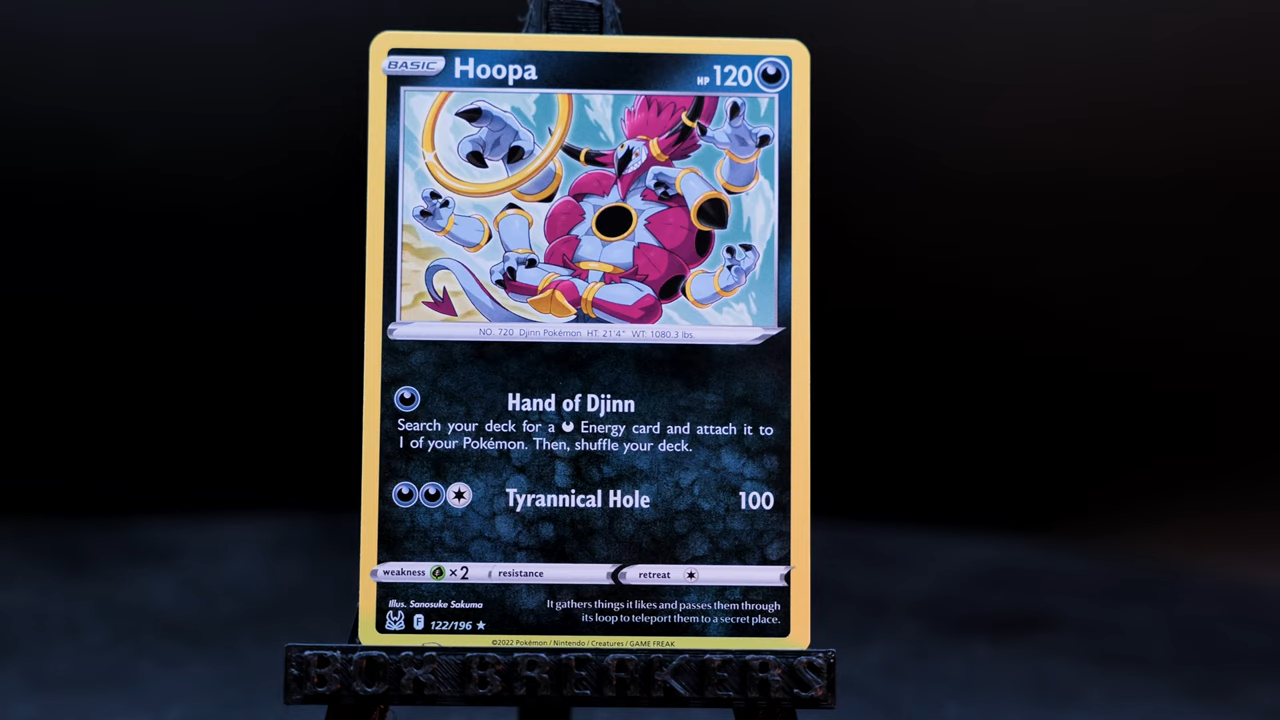 BASIC Hoopa HP 120
NO. 720 Djinn Pokémon HT: 21'4" WT: 1080.3 lbs.
Hand of Djinn
Search your deck for a Energy card and attach it to
1 of your Pokémon. Then, shuffle your deck.
Tyrannical Hole 100
weakness ×2 resistance retreat
Illus. Sanosuke Sakuma
It gathers things it likes and passes them through
its loop to teleport them to a secret place.
F 122/196 ★
©2022 Pokémon / Nintendo / Creatures / GAME FREAK
BOX BREAKERS